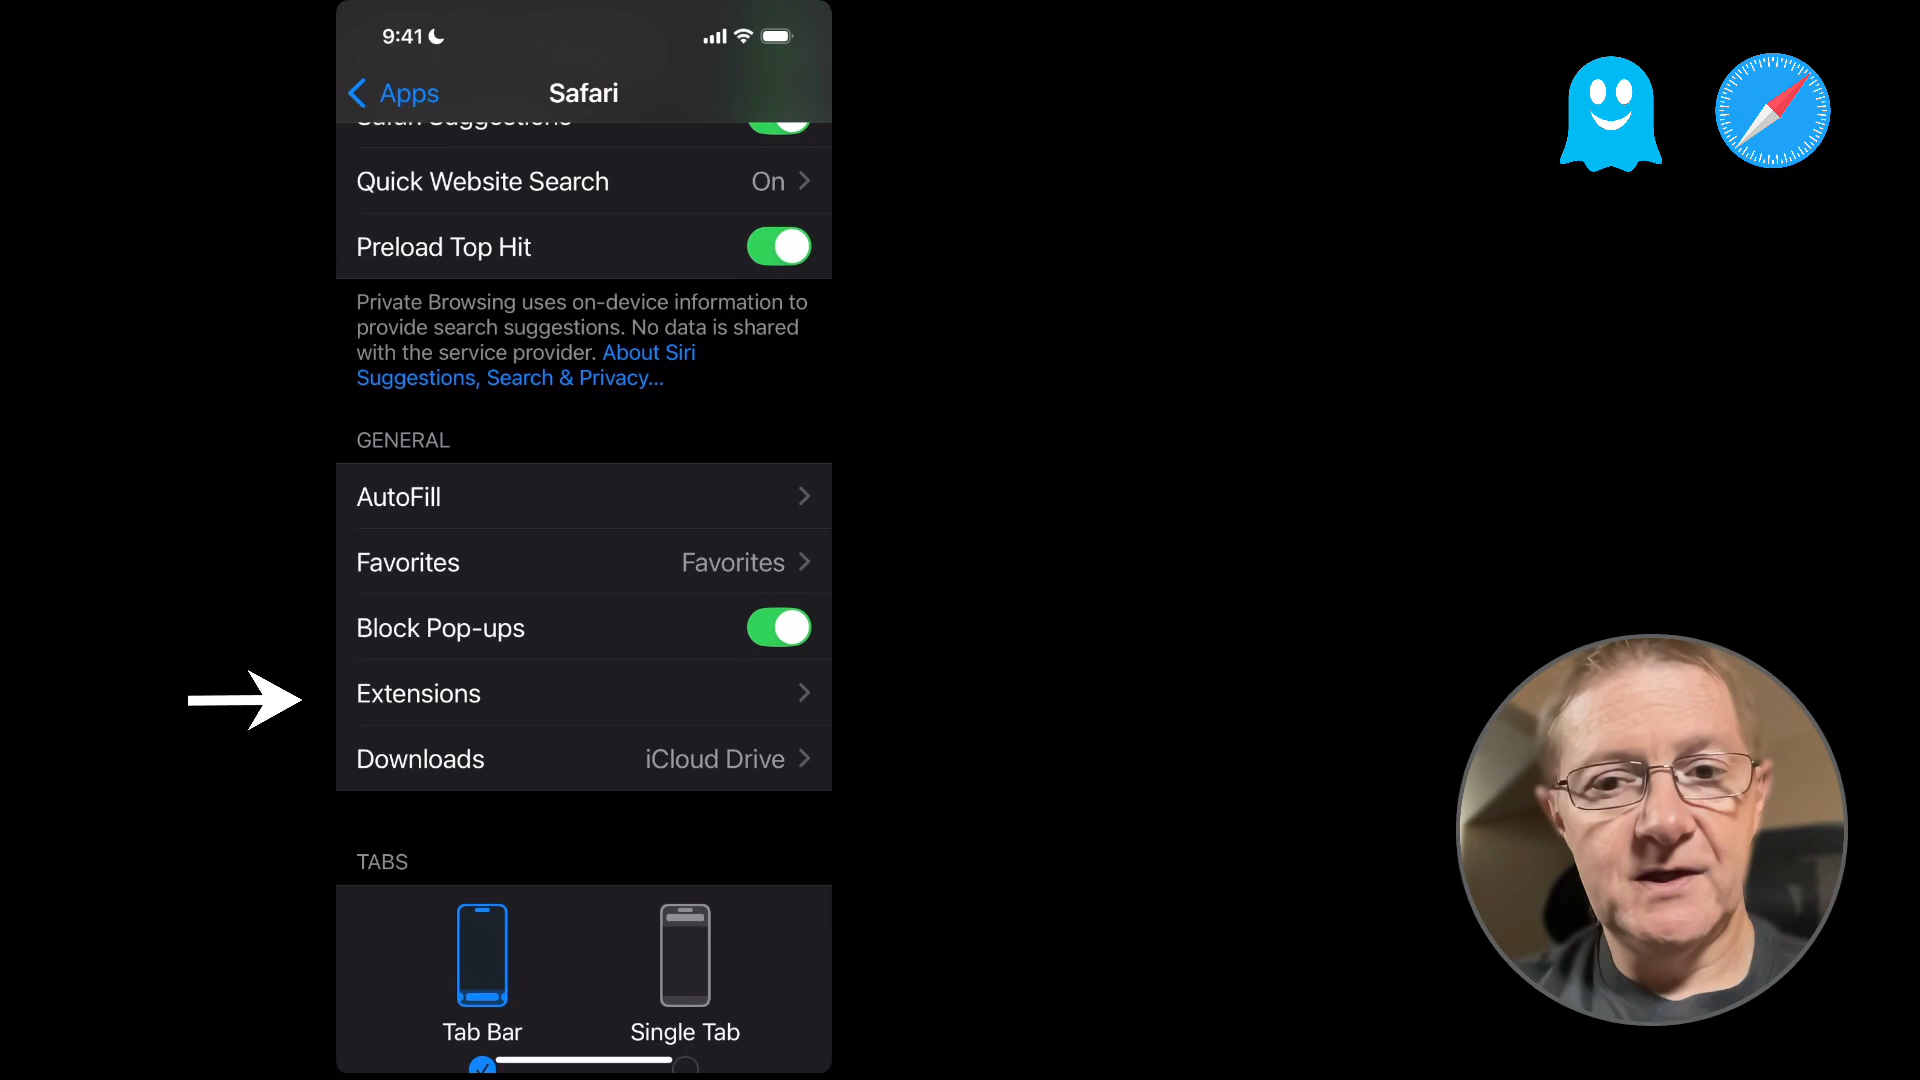 9:41
Apps
Safari
Safari Suggestions
Quick Website Search
On
Preload Top Hit
Private Browsing uses on-device information to
provide search suggestions. No data is shared
with the service provider. About Siri
Suggestions, Search & Privacy...
GENERAL
AutoFill
Favorites
Favorites
Block Pop-ups
Extensions
Downloads
iCloud Drive
TABS
Tab Bar
Single Tab